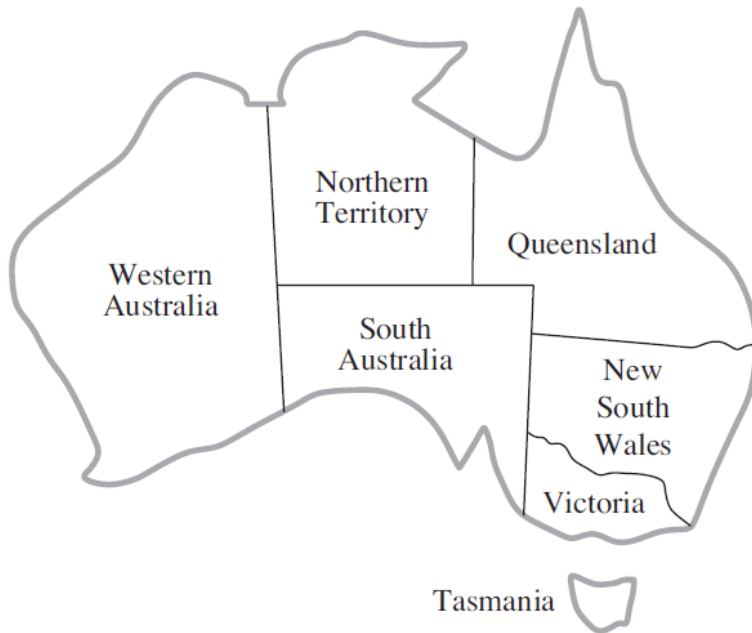 Northern
Territory
Queensland
Western
Australia
South
Australia
New
South
Wales
Victoria
Tasmania